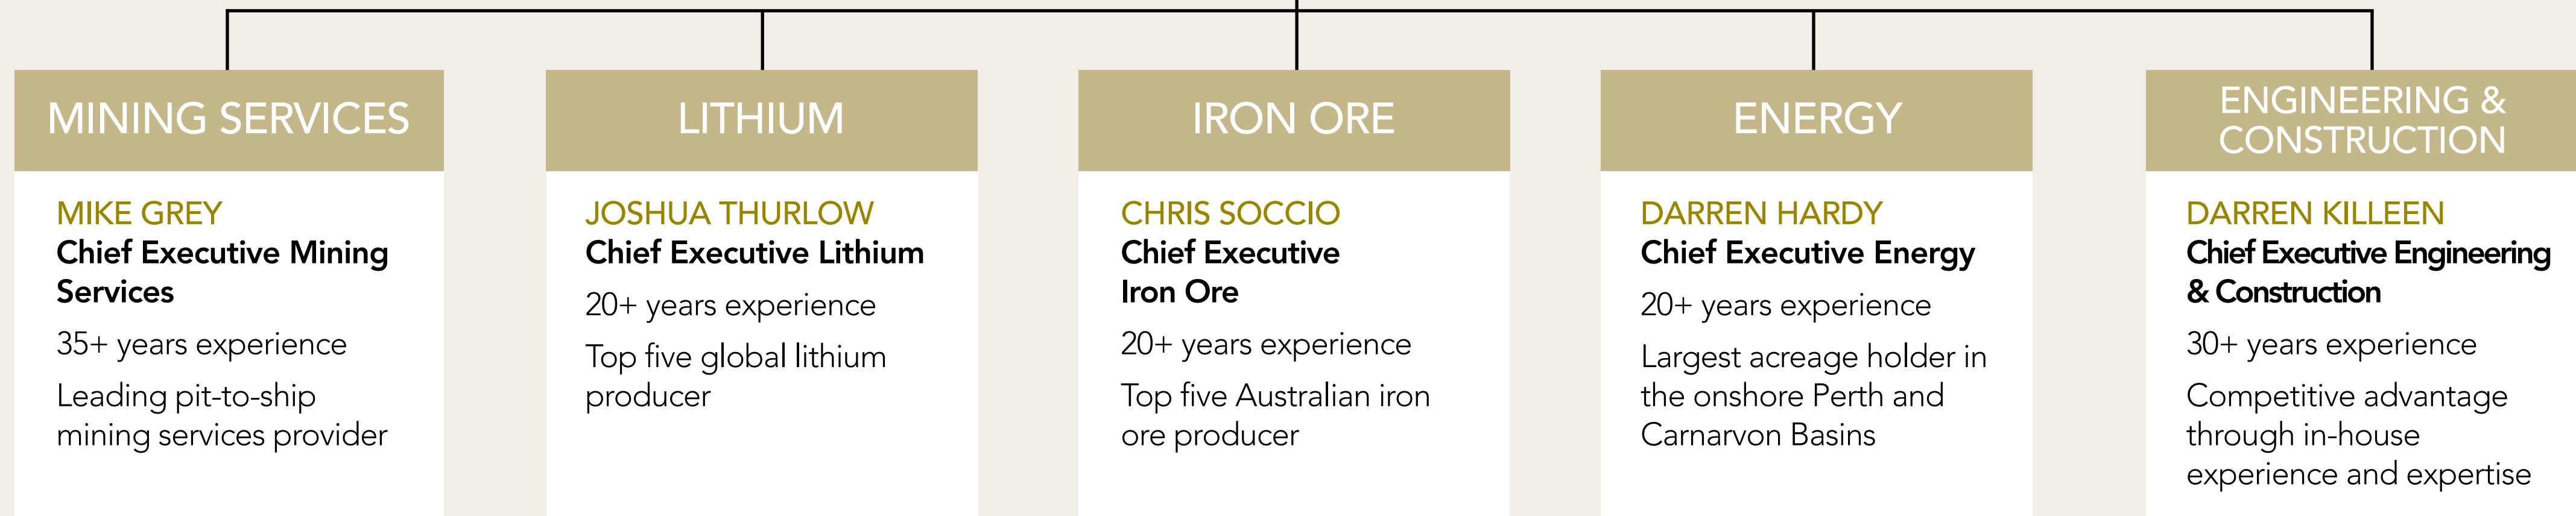 MINING SERVICES
MIKE GREY
Chief Executive Mining
Services
35+ years experience
Leading pit-to-ship
mining services provider
LITHIUM
JOSHUA THURLOW
Chief Executive Lithium
20+ years experience
Top five global lithium
producer
IRON ORE
CHRIS SOCCIO
Chief Executive
Iron Ore
20+ years experience
Top five Australian iron
ore producer
ENERGY
DARREN HARDY
Chief Executive Energy
20+ years experience
Largest acreage holder in
the onshore Perth and
Carnarvon Basins
ENGINEERING &
CONSTRUCTION
DARREN KILLEEN
Chief Executive Engineering
& Construction
30+ years experience
Competitive advantage
through in-house
experience and expertise